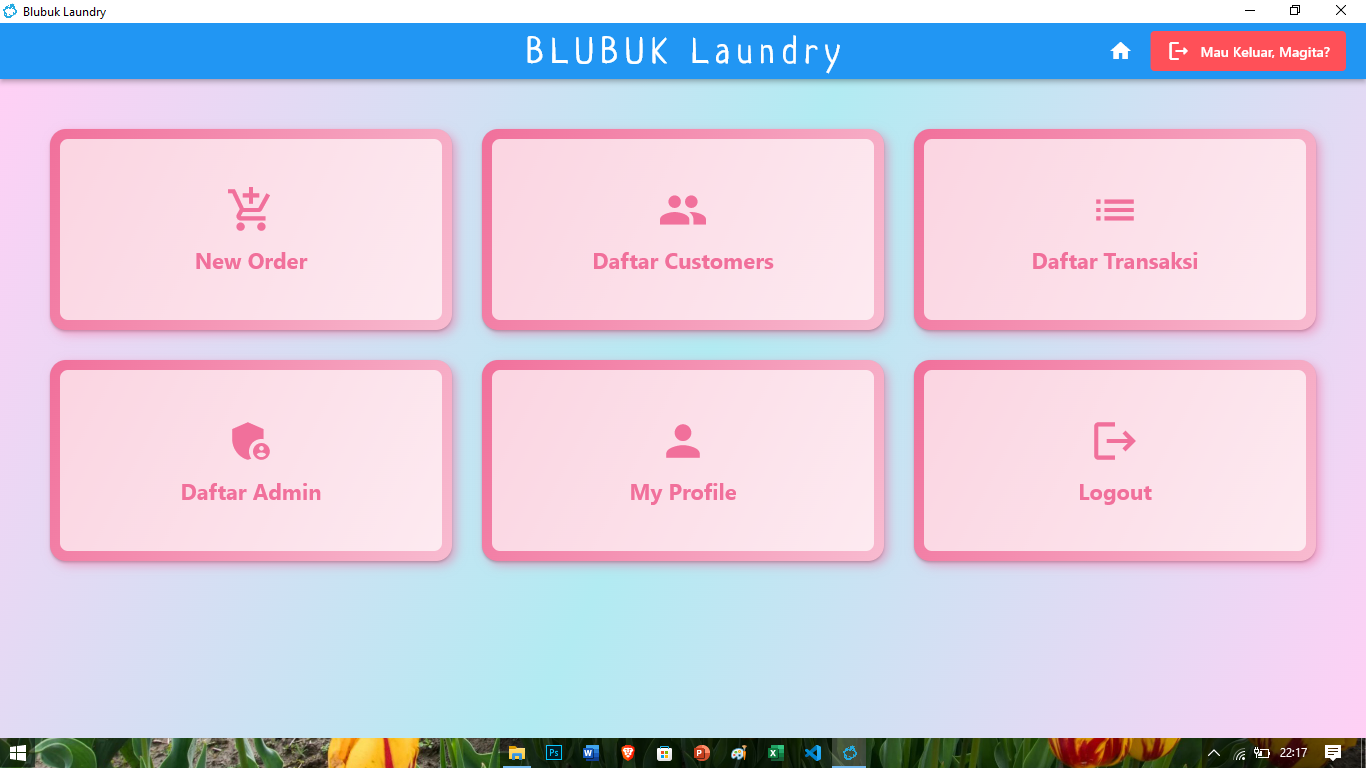 Blubuk Laundry
BLUBUK Laundry
Mau Keluar, Magita?
New Order
Daftar Customers
Daftar Transaksi
Daftar Admin
My Profile
Logout
Ps
W
P
X
22:17